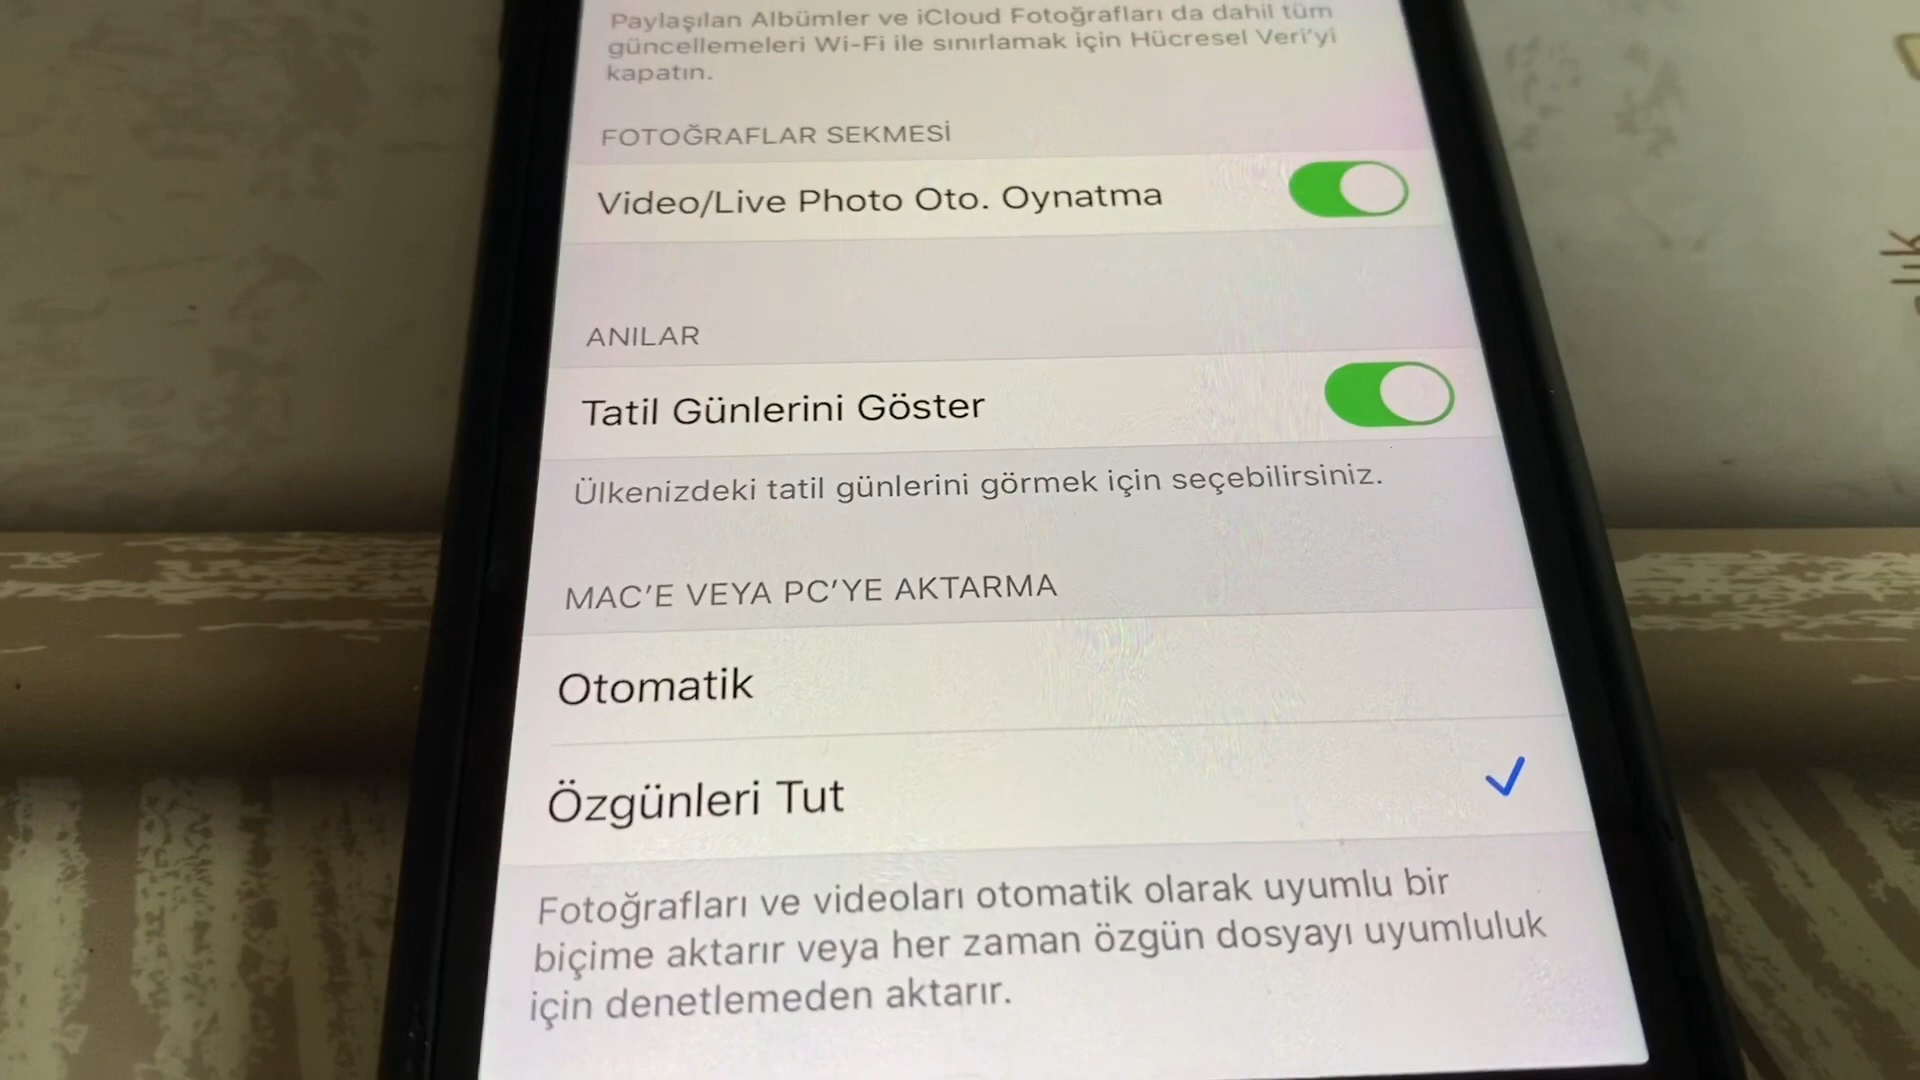 Paylaşılan Albümler ve iCloud Fotoğrafları da dahil tüm
güncellemeleri Wi-Fi ile sınırlamak için Hücresel Veri'yi
kapatın.
FOTOĞRAFLAR SEKMESİ
Video/Live Photo Oto. Oynatma
ANILAR
Tatil Günlerini Göster
Ülkenizdeki tatil günlerini görmek için seçebilirsiniz.
MAC'E VEYA PC'YE AKTARMA
Otomatik
Özgünleri Tut
Fotoğrafları ve videoları otomatik olarak uyumlu bir
biçime aktarır veya her zaman özgün dosyayı uyumluluk
için denetlemeden aktarır.